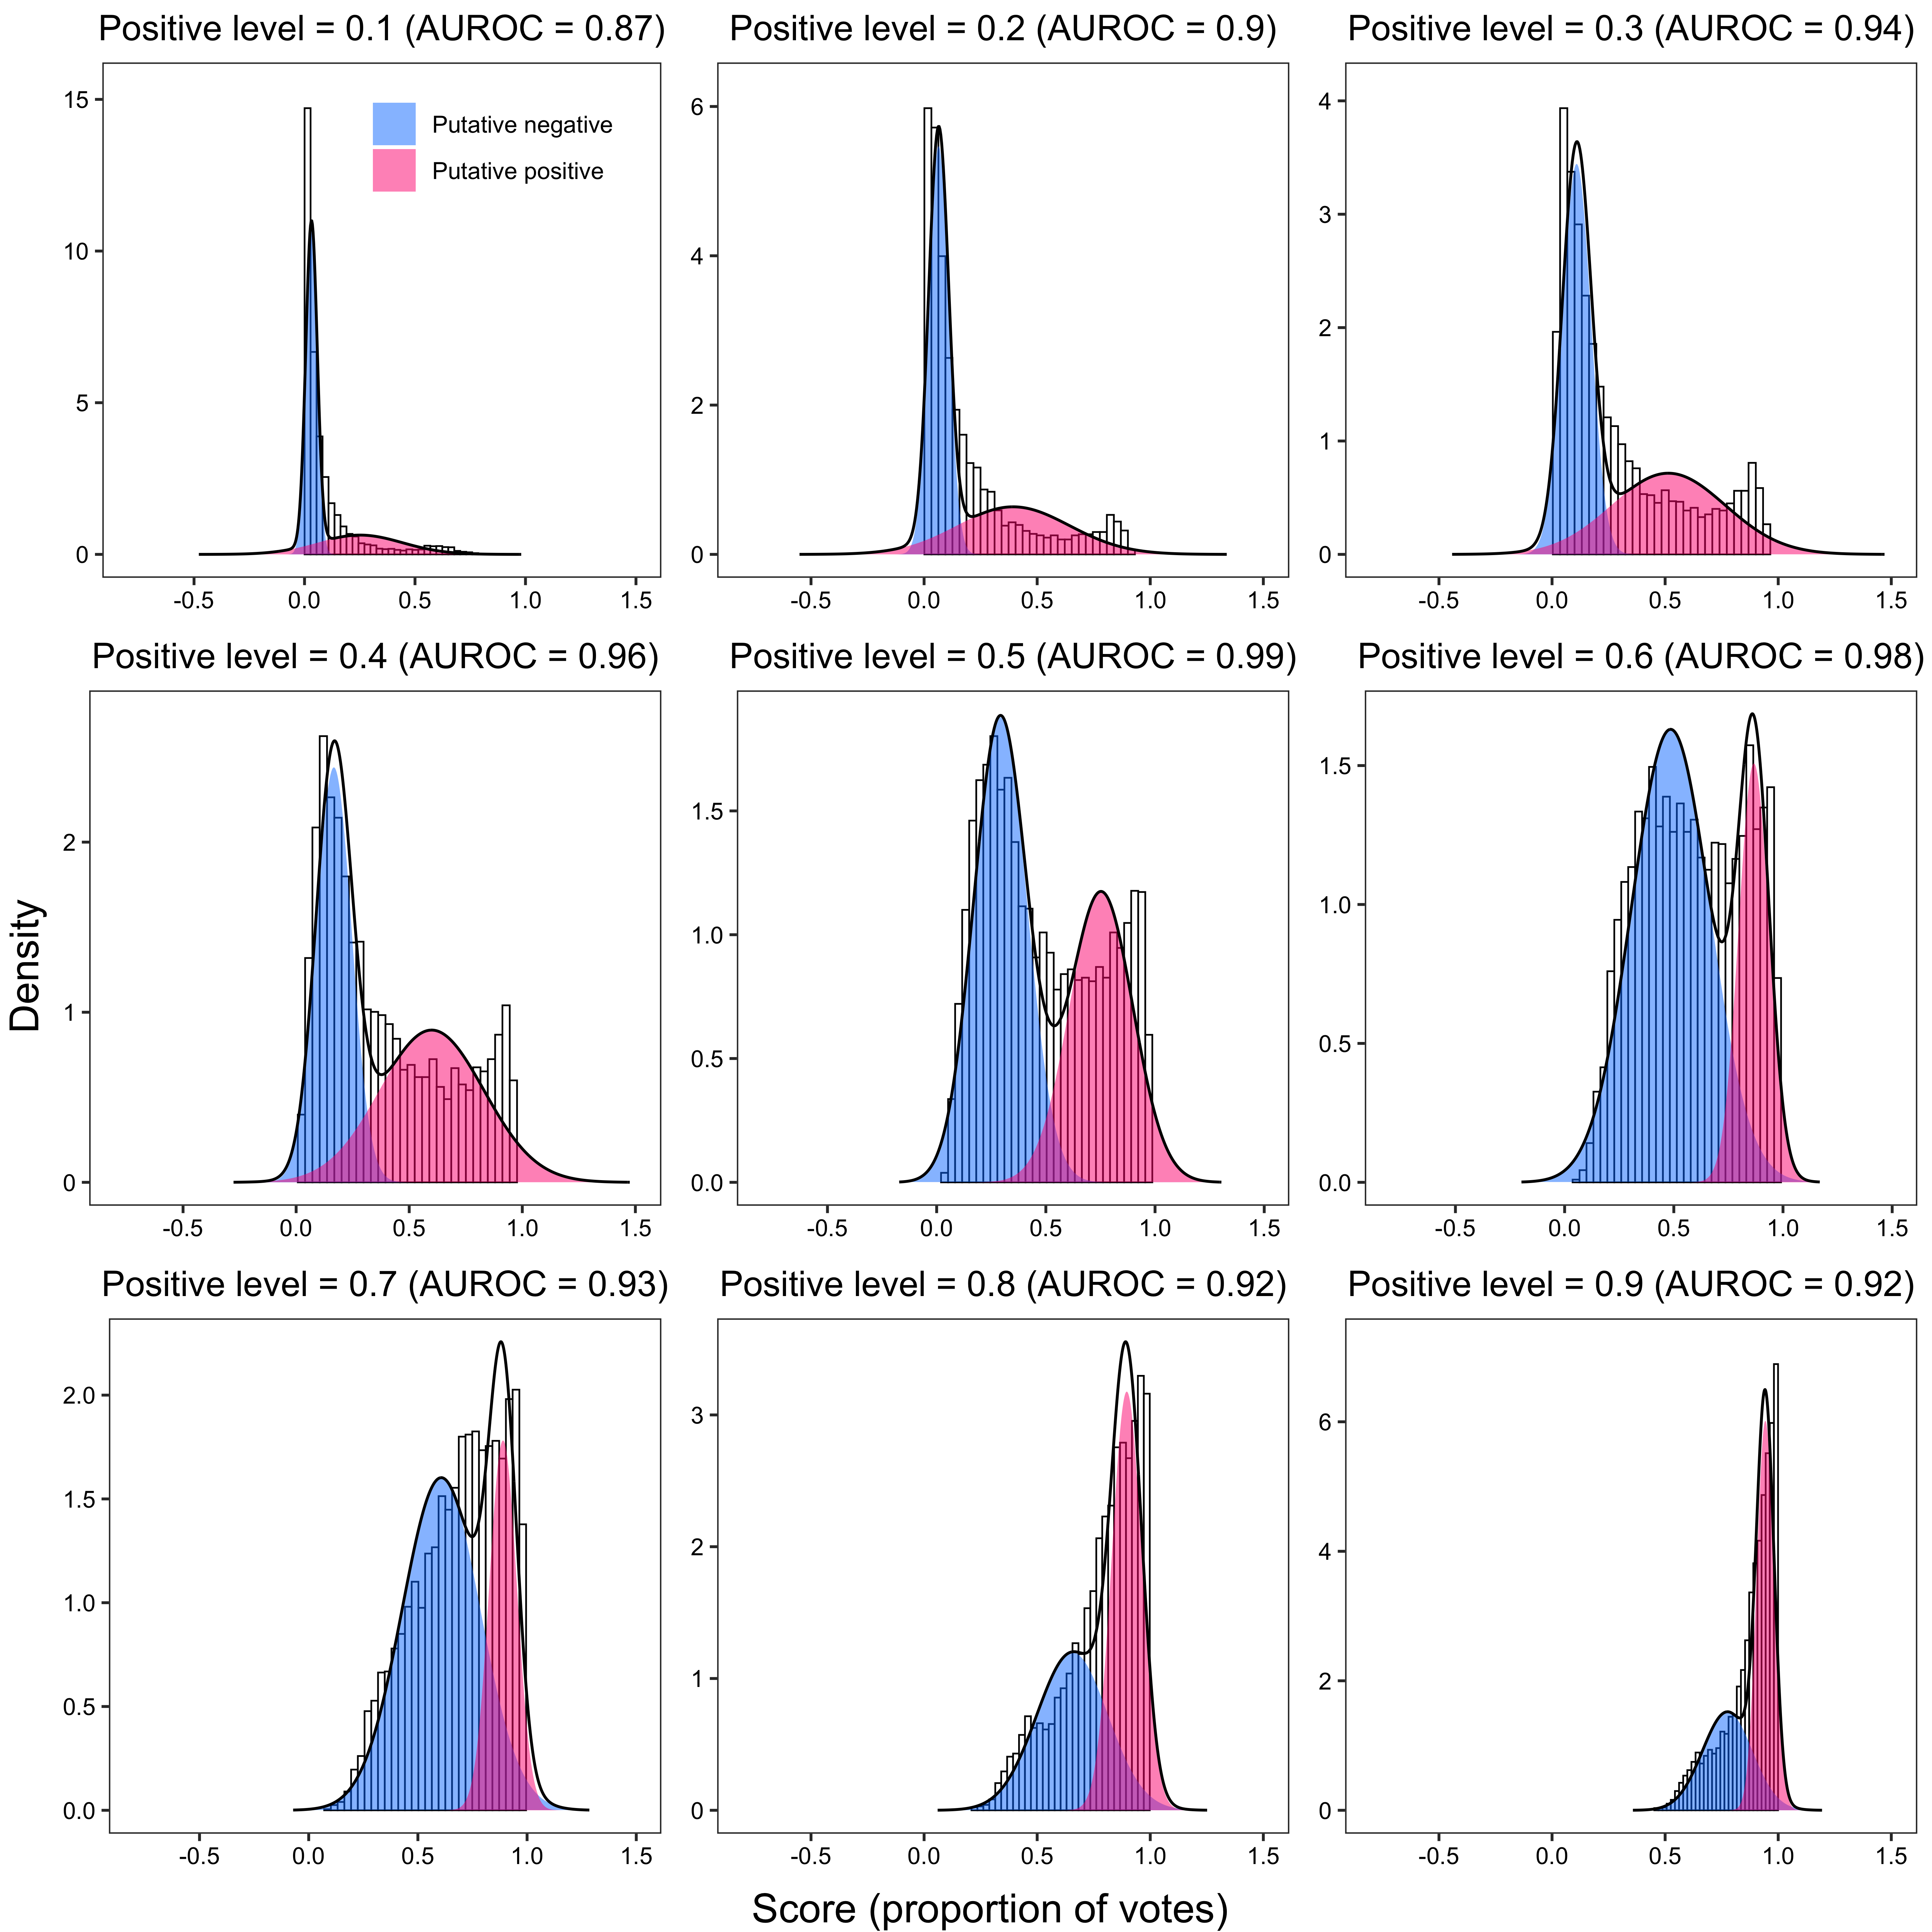 Positive level = 0.1 (AUROC = 0.87)
Positive level = 0.2 (AUROC = 0.9)
Positive level = 0.3 (AUROC = 0.94)
15
10
5
0
Putative negative
Putative positive
-0.5 0.0 0.5 1.0 1.5
6
4
2
0
-0.5 0.0 0.5 1.0 1.5
4
3
2
1
0
-0.5 0.0 0.5 1.0 1.5
Positive level = 0.4 (AUROC = 0.96)
Positive level = 0.5 (AUROC = 0.99)
Positive level = 0.6 (AUROC = 0.98)
Density
2
1
0
-0.5 0.0 0.5 1.0 1.5
1.5
1.0
0.5
0.0
-0.5 0.0 0.5 1.0 1.5
1.5
1.0
0.5
0.0
-0.5 0.0 0.5 1.0 1.5
Positive level = 0.7 (AUROC = 0.93)
Positive level = 0.8 (AUROC = 0.92)
Positive level = 0.9 (AUROC = 0.92)
2.0
1.5
1.0
0.5
0.0
-0.5 0.0 0.5 1.0 1.5
3
2
1
0
-0.5 0.0 0.5 1.0 1.5
6
4
2
0
-0.5 0.0 0.5 1.0 1.5
Score (proportion of votes)